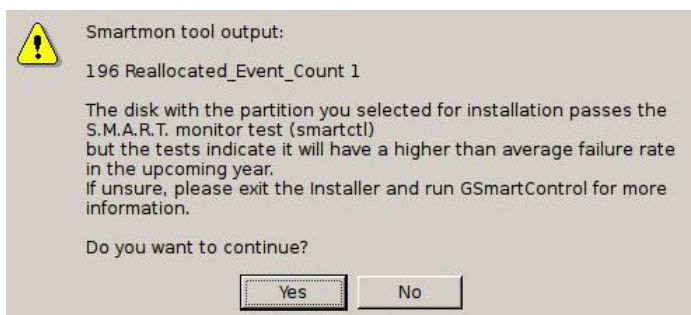 Smartmon tool output:
196 Reallocated_Event_Count 1
The disk with the partition you selected for installation passes the
S.M.A.R.T. monitor test (smartctl)
but the tests indicate it will have a higher than average failure rate
in the upcoming year.
If unsure, please exit the Installer and run GSmartControl for more
information.
Do you want to continue?
Yes
No